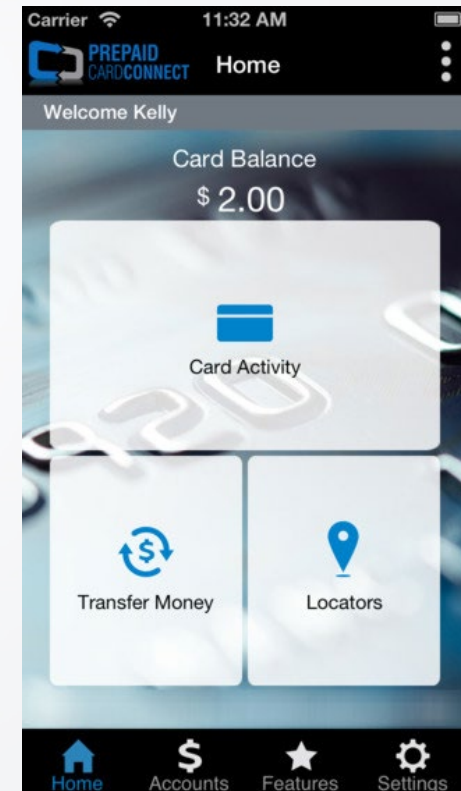 Carrier 11:32 AM
PREPAID
CARDCONNECT
Home
Welcome Kelly
Card Balance
$ 2.00
Card Activity
Transfer Money Locators
Home Accounts Features Settings